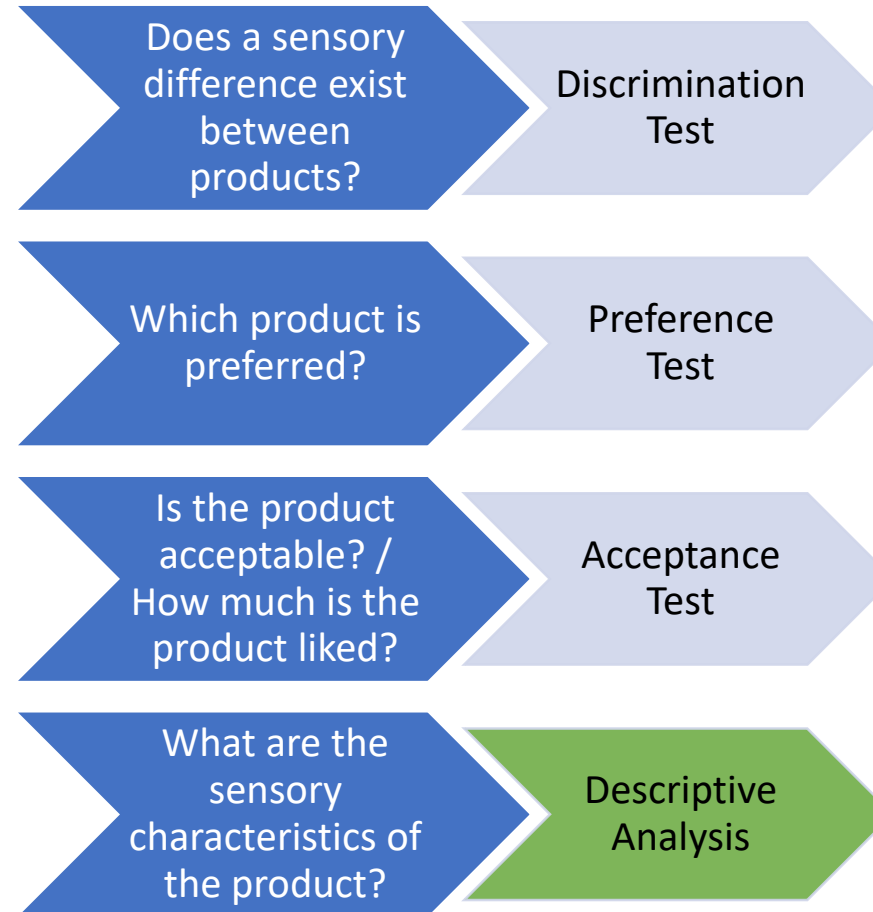 Does a sensory
difference exist
between
products?
Discrimination
Test
Which product is
preferred?
Preference
Test
Is the product
acceptable? /
How much is the
product liked?
Acceptance
Test
What are the
sensory
characteristics of
the product?
Descriptive
Analysis